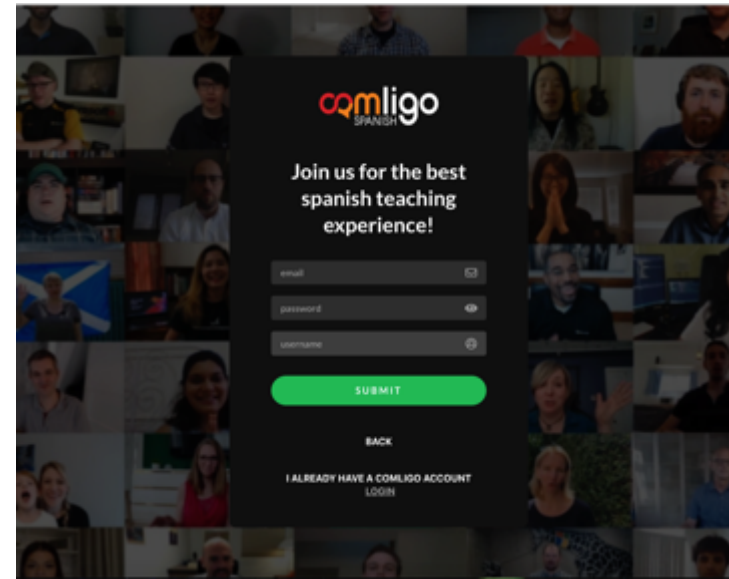 comligo
SPANISH
Join us for the best
spanish teaching
experience!
email
password
username
SUBMIT
BACK
I ALREADY HAVE A COMLIGO ACCOUNT
LOGIN